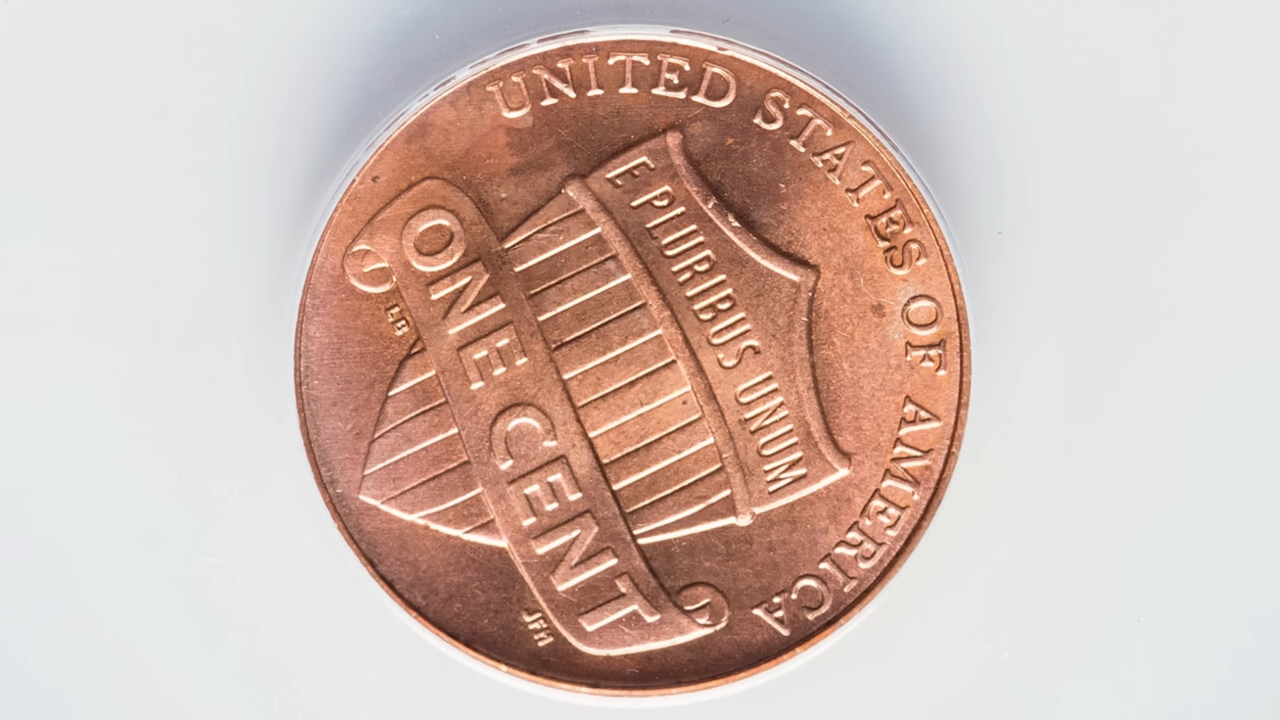 UNITED STATES OF AMERICA
E PLURIBUS UNUM
ONE CENT
LB
JFM